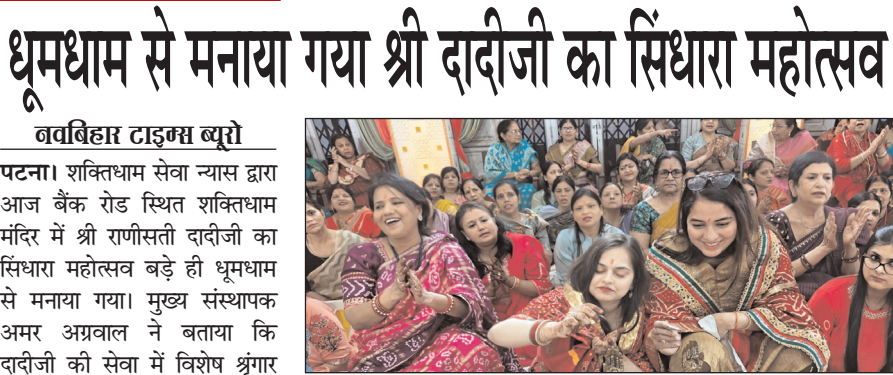 धूमधाम से मनाया गया श्री दादीजी का सिंधारा महोत्सव
नवबिहार टाइम्स ब्यूरो
पटना। शक्तिधाम सेवा न्यास द्वारा
आज बैंक रोड स्थित शक्तिधाम
मंदिर में श्री राणीसती दादीजी का
सिंधारा महोत्सव बड़े ही धूमधाम
से मनाया गया। मुख्य संस्थापक
अमर अग्रवाल ने बताया कि
दादीजी की सेवा में विशेष श्रृंगार